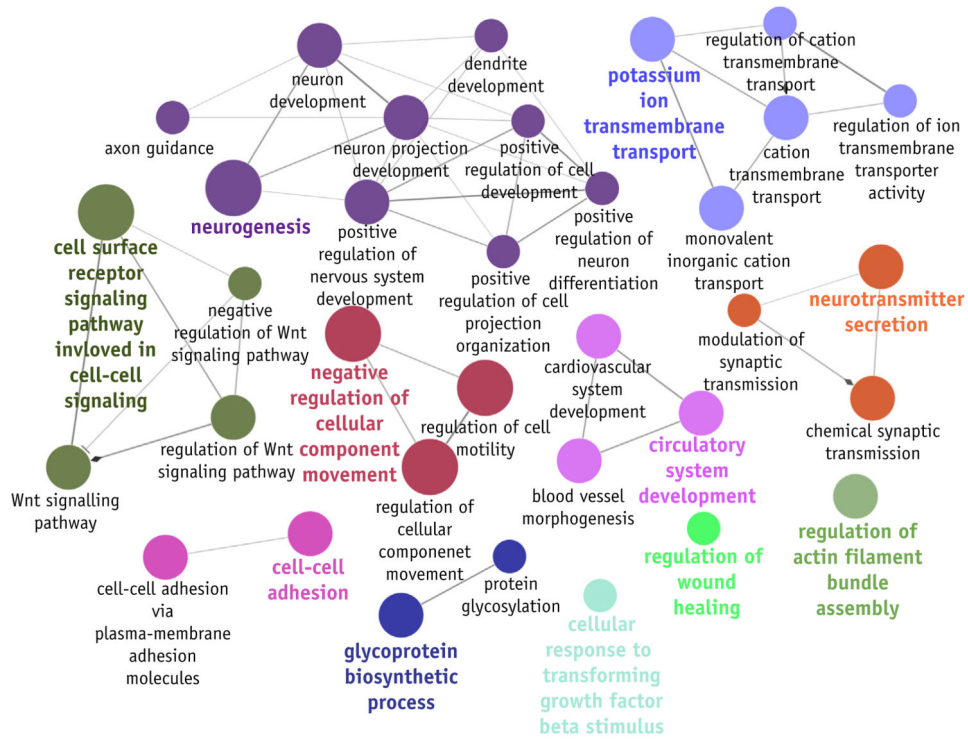 neuron
development
dendrite
development
axon guidance
neuron projection
development
positive
regulation of cell
development
neurogenesis
positive
regulation of
nervous system
development
positive
regulation of
neuron
differentiation
positive
regulation of cell
projection
organization
potassium
ion
transmembrane
transport
regulation of cation
transmembrane
transport
cation
transmembrane
transport
regulation of ion
transmembrane
transporter
activity
monovalent
inorganic cation
transport
cell surface
receptor
signaling
pathway
invloved in
cell-cell
signaling
negative
regulation of Wnt
signaling pathway
regulation of Wnt
signaling pathway
Wnt signalling
pathway
negative
regulation of
cellular
component
movement
regulation of cell
motility
regulation of
cellular
componenet
movement
cardiovascular
system
development
circulatory
system
development
blood vessel
morphogenesis
neurotransmitter
secretion
modulation of
synaptic
transmission
chemical synaptic
transmission
cell-cell adhesion
via
plasma-membrane
adhesion
molecules
cell-cell
adhesion
protein
glycosylation
glycoprotein
biosynthetic
process
cellular
response to
transforming
growth factor
beta stimulus
regulation of
wound
healing
regulation of
actin filament
bundle
assembly